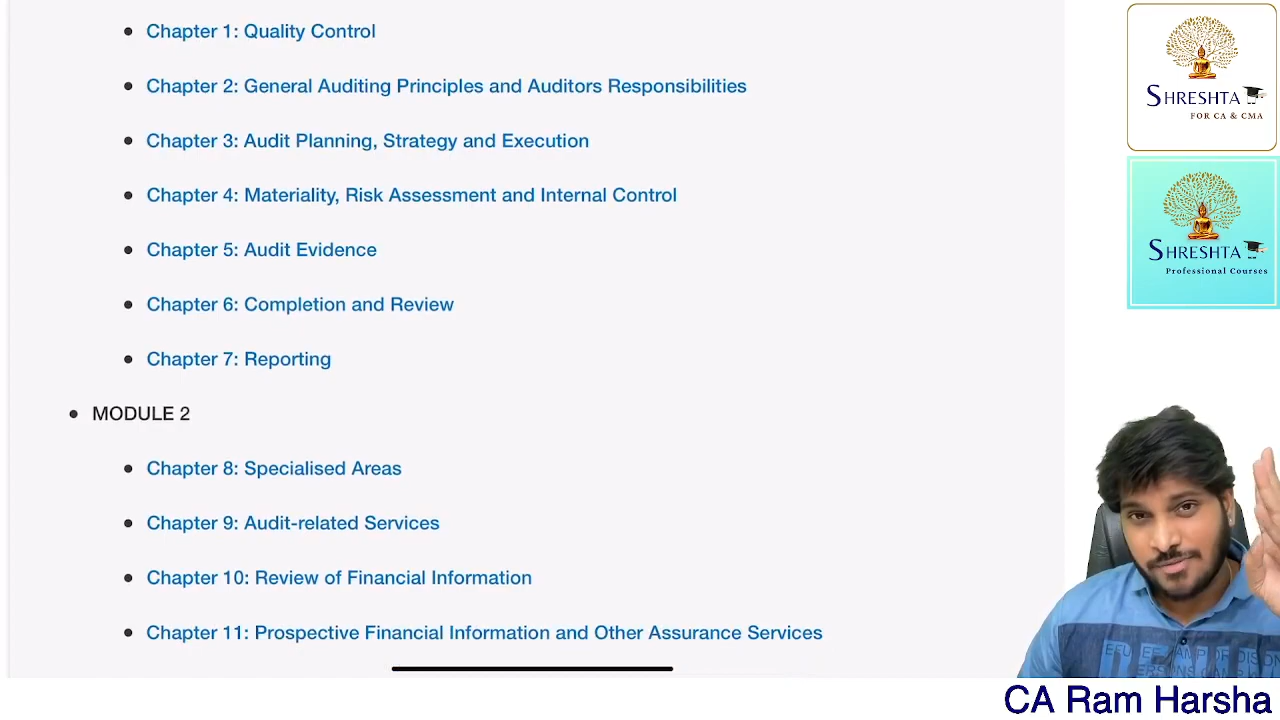 Chapter 1: Quality Control
Chapter 2: General Auditing Principles and Auditors Responsibilities
Chapter 3: Audit Planning, Strategy and Execution
Chapter 4: Materiality, Risk Assessment and Internal Control
Chapter 5: Audit Evidence
Chapter 6: Completion and Review
Chapter 7: Reporting
MODULE 2
Chapter 8: Specialised Areas
Chapter 9: Audit-related Services
Chapter 10: Review of Financial Information
Chapter 11: Prospective Financial Information and Other Assurance Services
SHRESHTA
FOR CA & CMA
SHRESHTA
Professional Courses
CA Ram Harsha